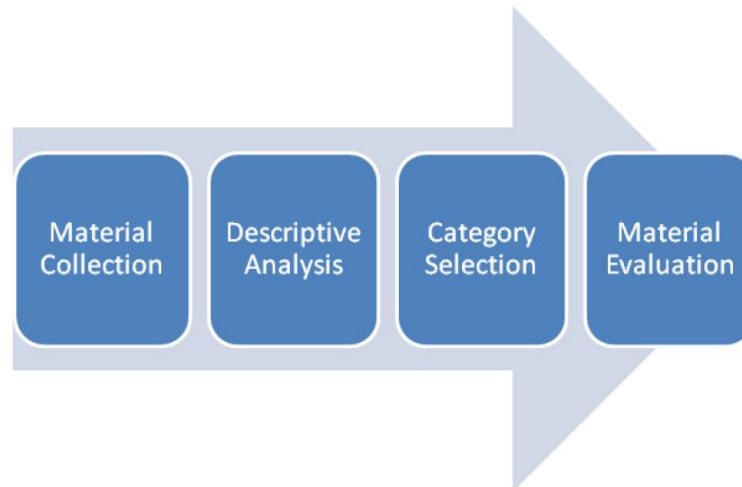 Material
Collection
Descriptive
Analysis
Category
Selection
Material
Evaluation